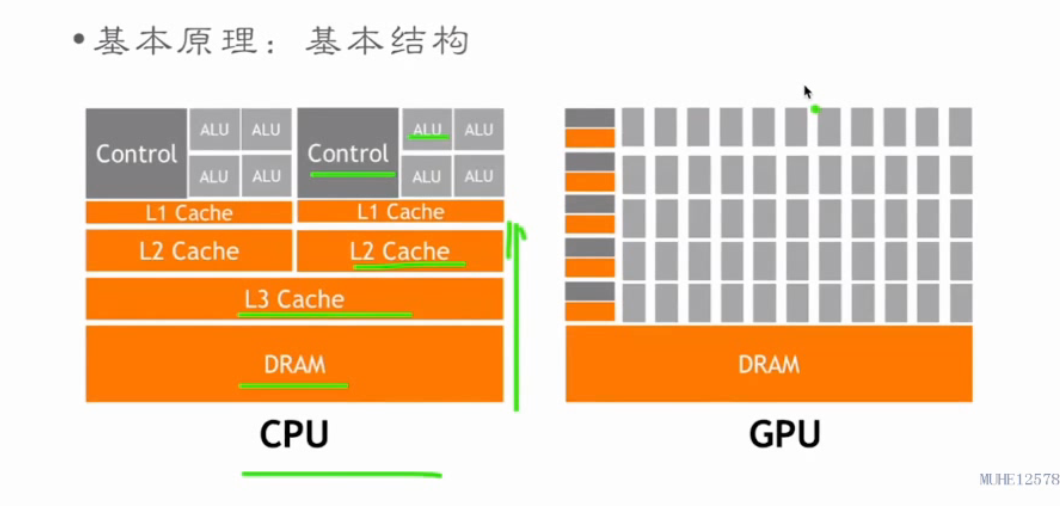 •基本原理：基本结构
Control ALU ALU Control ALU ALU
ALU ALU ALU ALU
L1 Cache L1 Cache
L2 Cache L2 Cache
L3 Cache
DRAM DRAM
CPU GPU
MUHE12578